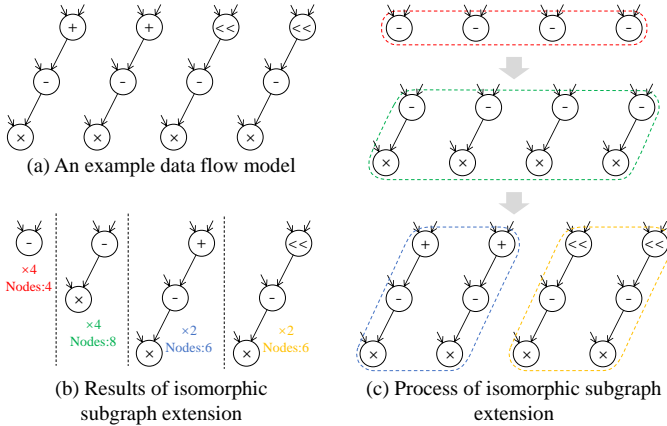 + + << <<
- - - -
× × × ×
(a) An example data flow model
- - + <<
×4
Nodes:4
× - -
×4
Nodes:8
×2
Nodes:6
×2
Nodes:6
× ×
(b) Results of isomorphic
subgraph extension
- - - -
- - - -
× × × ×
+ + << <<
- - - -
× × × ×
(c) Process of isomorphic subgraph
extension